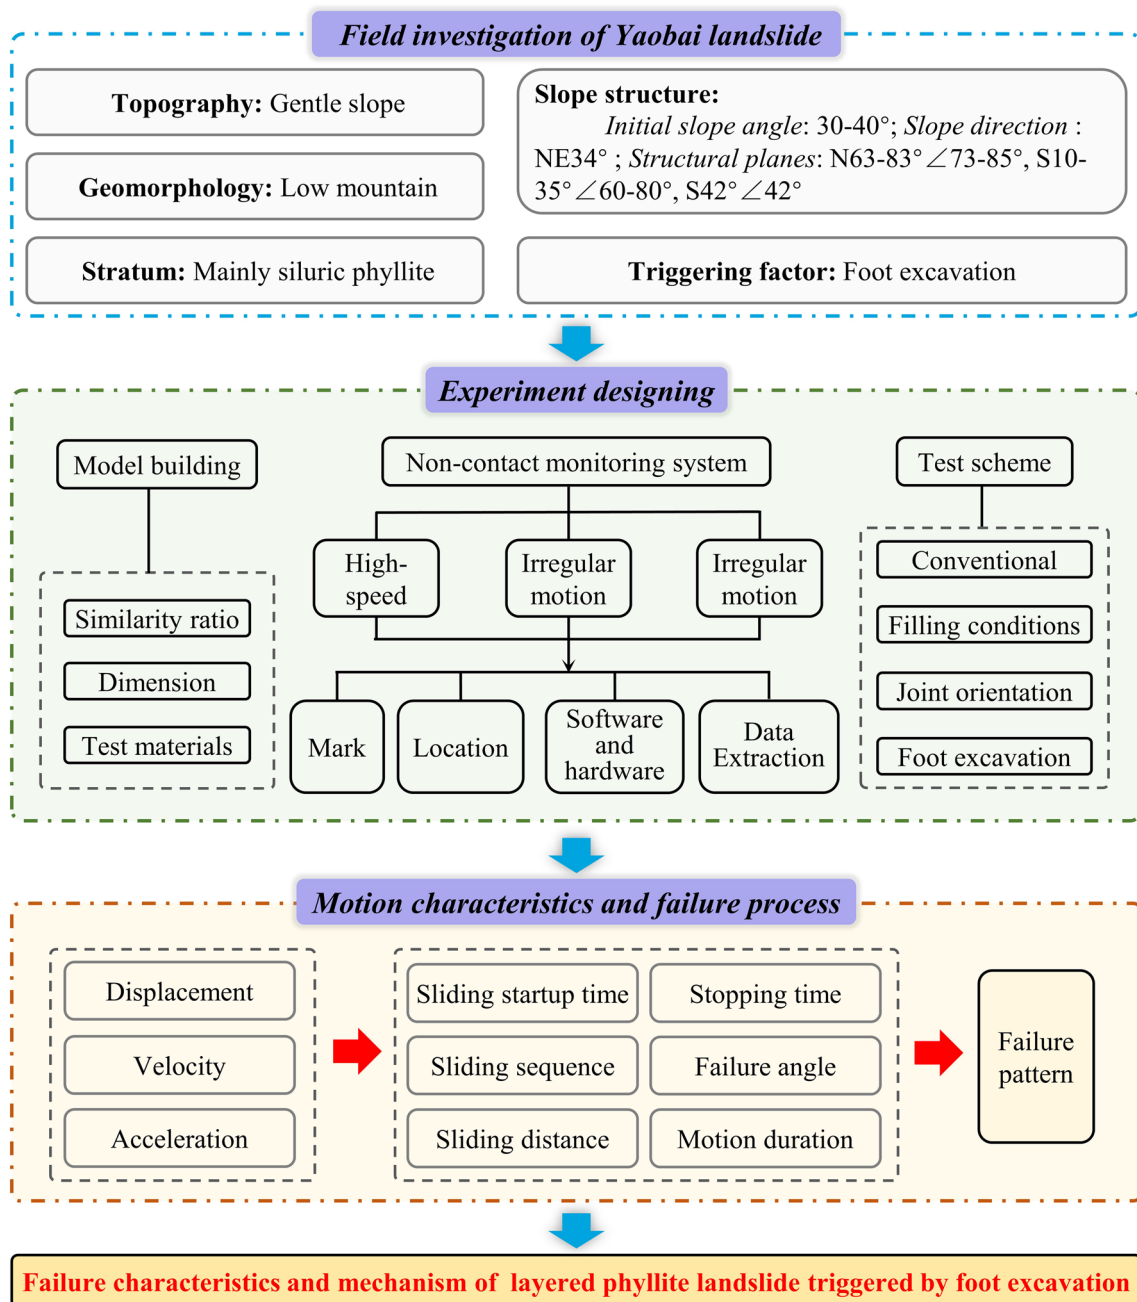 Field investigation of Yaobai landslide
Topography: Gentle slope
Geomorphology: Low mountain
Stratum: Mainly siluric phyllite
Slope structure:
Initial slope angle: 30-40°; Slope direction :
NE34° ; Structural planes: N63-83°∠73-85°, S10-
35°∠60-80°, S42°∠42°
Triggering factor: Foot excavation
Experiment designing
Model building
Similarity ratio
Dimension
Test materials
Non-contact monitoring system
High-
speed
Irregular
motion
Irregular
motion
Mark
Location
Software
and
hardware
Data
Extraction
Test scheme
Conventional
Filling conditions
Joint orientation
Foot excavation
Motion characteristics and failure process
Displacement
Velocity
Acceleration
Sliding startup time
Stopping time
Sliding sequence
Failure angle
Sliding distance
Motion duration
Failure
pattern
Failure characteristics and mechanism of layered phyllite landslide triggered by foot excavation